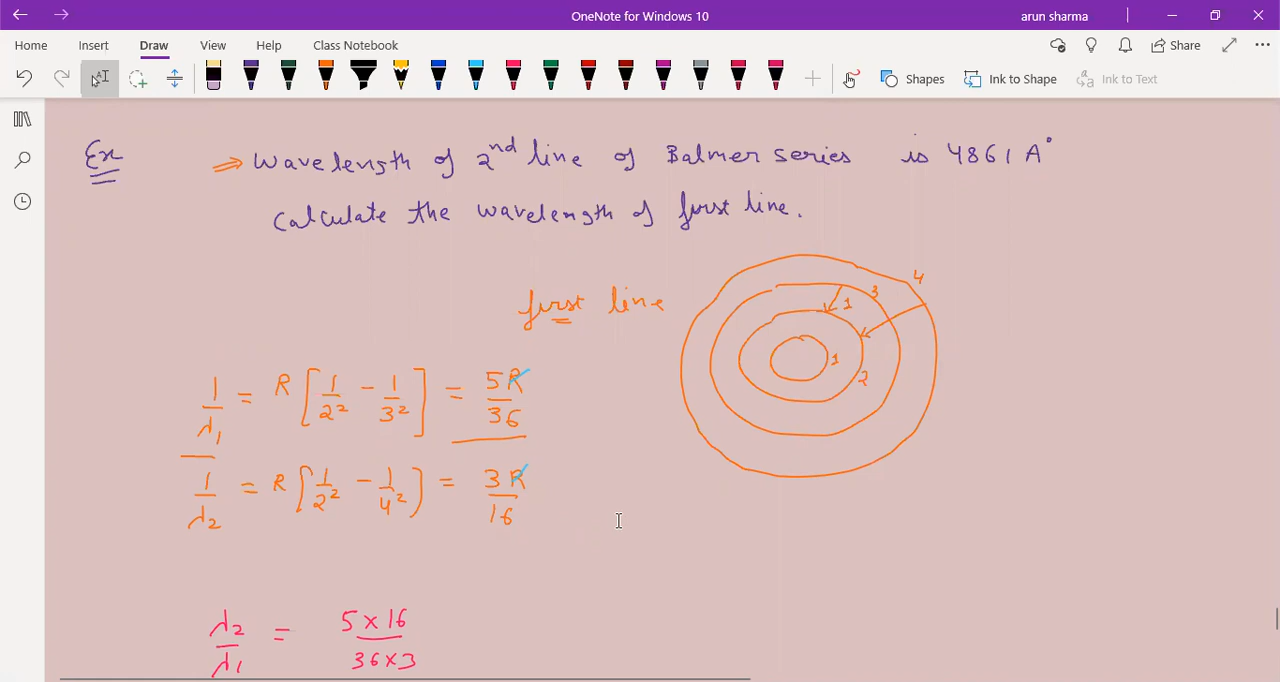 OneNote for Windows 10
arun sharma
Home Insert Draw View Help Class Notebook
Share
Shapes Ink to Shape Ink to Text
Ex ⇒ Wavelength of 2nd line of Balmer series is 4861 A°
Calculate the wavelength of first line.
first line
4
3
1
1
2
1/λ1 = R[1/2² - 1/3²] = 5R/36
1/λ2 = R[1/2² - 1/4²] = 3R/16
λ2/λ1 = 5×16/36×3